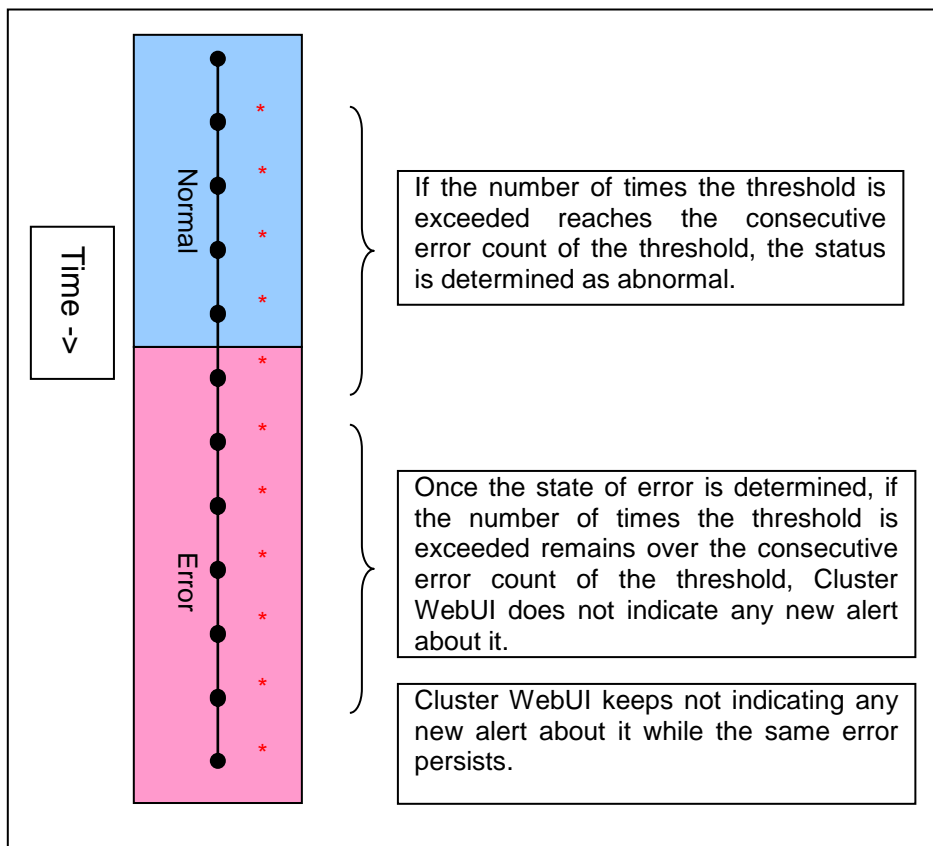 Time ->
Normal
*
*
*
*
*
Error
*
*
*
*
*
*
If the number of times the threshold is
exceeded reaches the consecutive
error count of the threshold, the status
is determined as abnormal.
Once the state of error is determined, if
the number of times the threshold is
exceeded remains over the consecutive
error count of the threshold, Cluster
WebUI does not indicate any new alert
about it.
Cluster WebUI keeps not indicating any
new alert about it while the same error
persists.